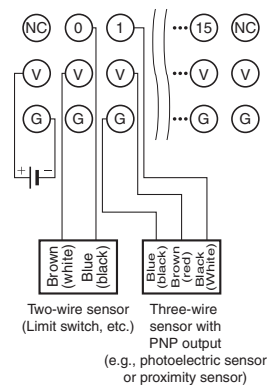 NC 0 1 ••• 15 NC
V V V ••• V V
G G G ••• G G
+ −
Brown
(white)
Blue
(black)
Blue
(black)
Brown
(red)
Black
(White)
Two-wire sensor
(Limit switch, etc.)
Three-wire
sensor with
PNP output
(e.g., photoelectric sensor
or proximity sensor)